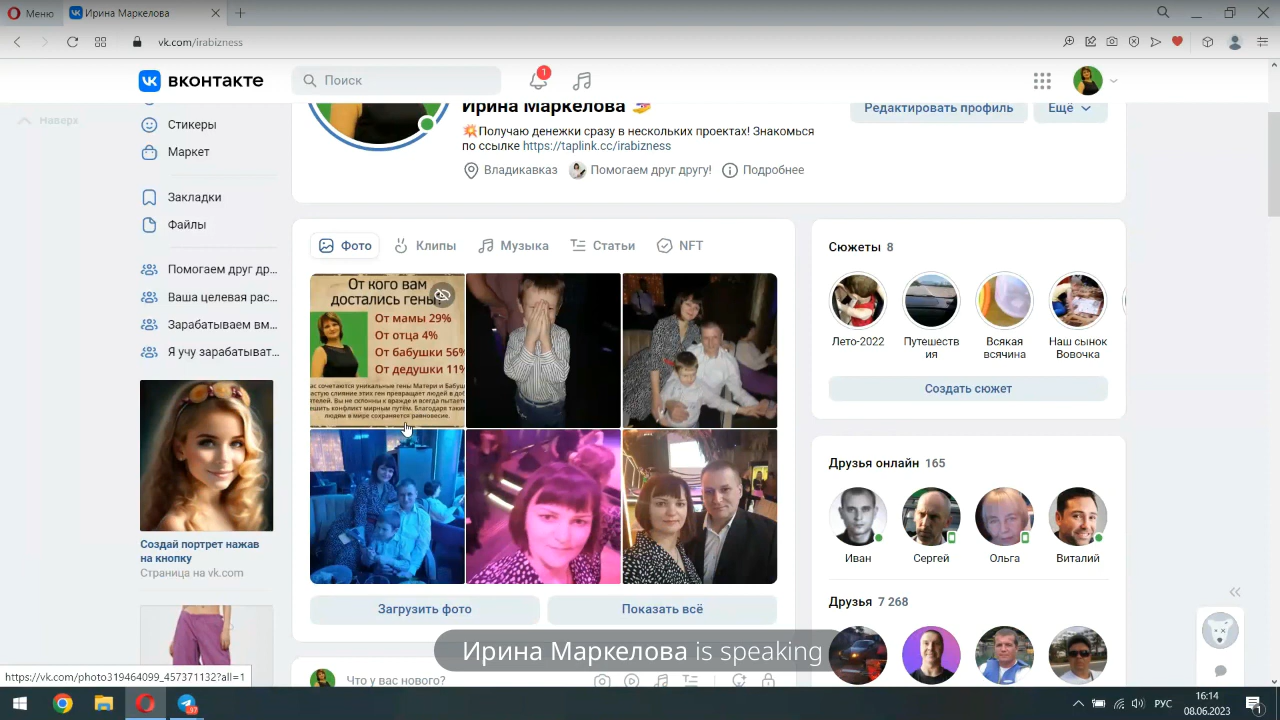 Меню
Ирина Маркелова
vk.com/irabizness
вконтакте
Поиск
1
Наверх
Стикеры
Маркет
Закладки
Файлы
Помогаем друг др...
Ваша целевая рас...
Зарабатываем вм...
Я учу зарабатыват...
Создай портрет нажав
на кнопку
Страница на vk.com
Ирина Маркелова
Редактировать профиль
Ещё
Получаю денежки сразу в нескольких проектах! Знакомься
по ссылке https://taplink.cc/irabizness
Владикавказ
Помогаем друг другу!
Подробнее
Фото
Клипы
Музыка
Статьи
NFT
От кого вам
достались гены?
От мамы 29%
От отца 4%
От бабушки 56%
От дедушки 11%
Загрузить фото
Показать всё
Что у вас нового?
Сюжеты 8
Лето-2022
Путешеств
ия
Всякая
всячина
Наш сынок
Вовочка
Создать сюжет
Друзья онлайн 165
Иван
Сергей
Ольга
Виталий
Друзья 7 268
Ирина Маркелова is speaking
https://vk.com/photo319464099_457371132?all=1
РУС
16:14
08.06.2023
1